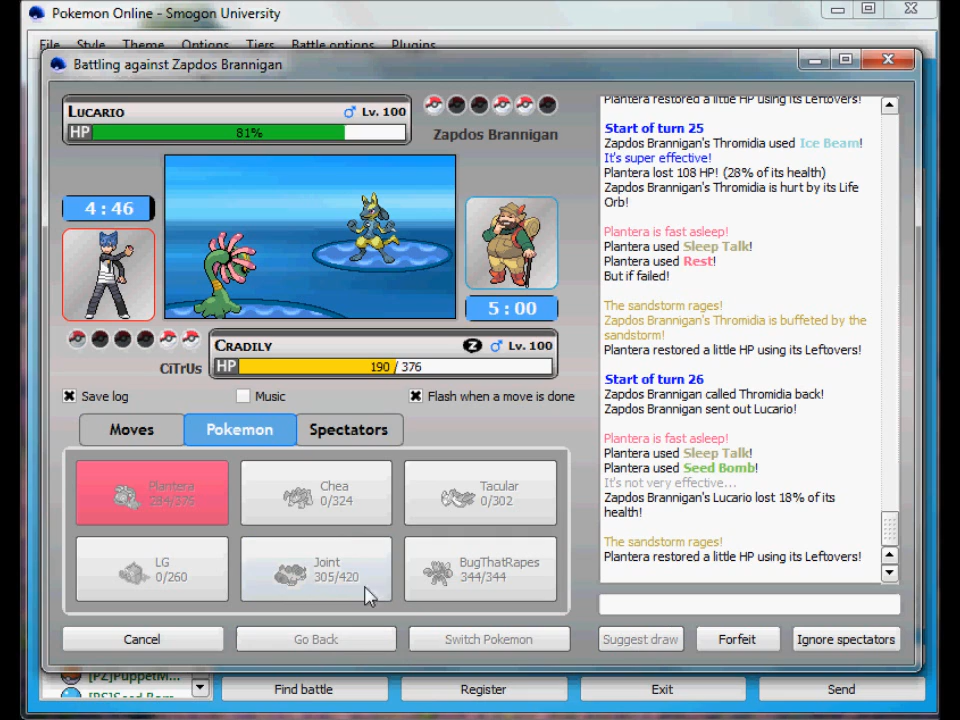 Pokemon Online - Smogon University
File Style Theme Options Tiers Battle options Plugins
Battling against Zapdos Brannigan
LUCARIO ♂ Lv. 100
HP 81%
Zapdos Brannigan
4:46
5:00
CRADILY Z ♂ Lv. 100
CiTrUs
HP 190 / 376
Save log
Music
Flash when a move is done
Moves
Pokemon
Spectators
Plantera
284/376
Chea
0/324
Tacular
0/302
LG
0/260
Joint
305/420
BugThatRapes
344/344
Cancel
Go Back
Switch Pokemon
Plantera restored a little HP using its Leftovers!
Start of turn 25
Zapdos Brannigan's Thromidia used Ice Beam!
It's super effective!
Plantera lost 108 HP! (28% of its health)
Zapdos Brannigan's Thromidia is hurt by its Life
Orb!
Plantera is fast asleep!
Plantera used Sleep Talk!
Plantera used Rest!
But if failed!
The sandstorm rages!
Zapdos Brannigan's Thromidia is buffeted by the
sandstorm!
Plantera restored a little HP using its Leftovers!
Start of turn 26
Zapdos Brannigan called Thromidia back!
Zapdos Brannigan sent out Lucario!
Plantera is fast asleep!
Plantera used Sleep Talk!
Plantera used Seed Bomb!
It's not very effective...
Zapdos Brannigan's Lucario lost 18% of its
health!
The sandstorm rages!
Plantera restored a little HP using its Leftovers!
Suggest draw
Forfeit
Ignore spectators
[PZ]PuppetM...
Find battle
Register
Exit
Send